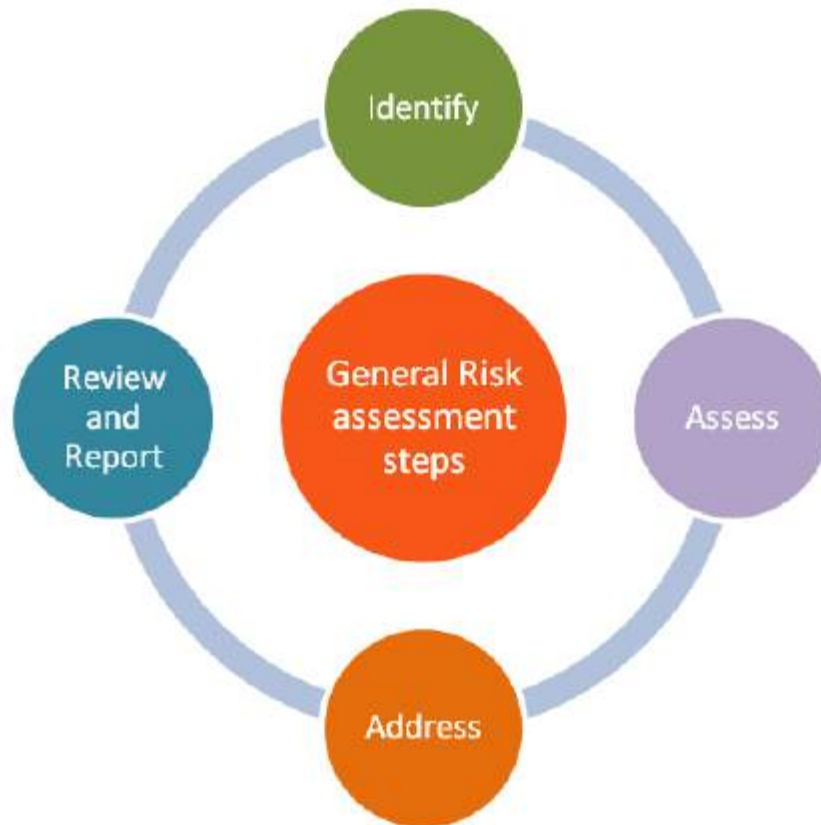 Identify
General Risk
assessment
steps
Assess
Address
Review
and
Report